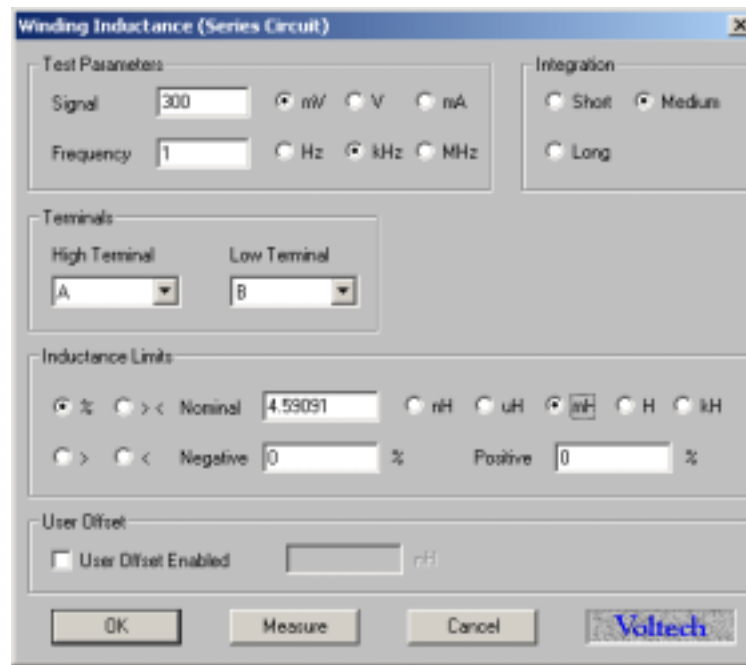 Winding Inductance (Series Circuit)
Test Parameters
Signal 300 mV V mA
Frequency 1 Hz kHz MHz
Integration
Short Medium
Long
Terminals
High Terminal Low Terminal
A B
Inductance Limits
% > < Nominal 4.59091 nH uH mH H kH
> < Negative 0 % Positive 0 %
User Offset
User Offset Enabled nH
OK Measure Cancel Voltech